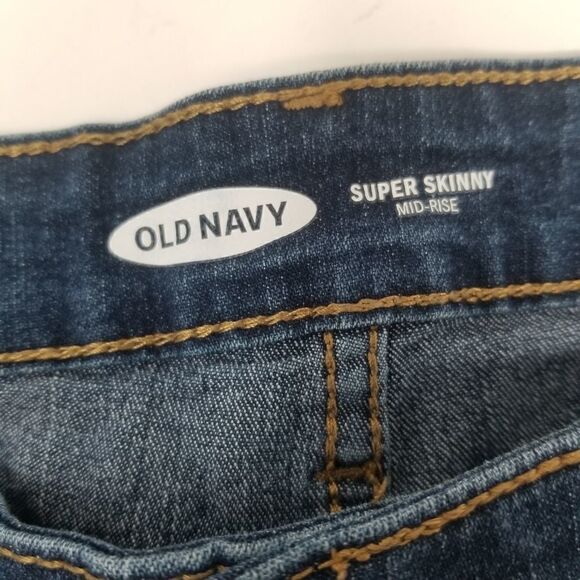 OLD NAVY
SUPER SKINNY
MID-RISE